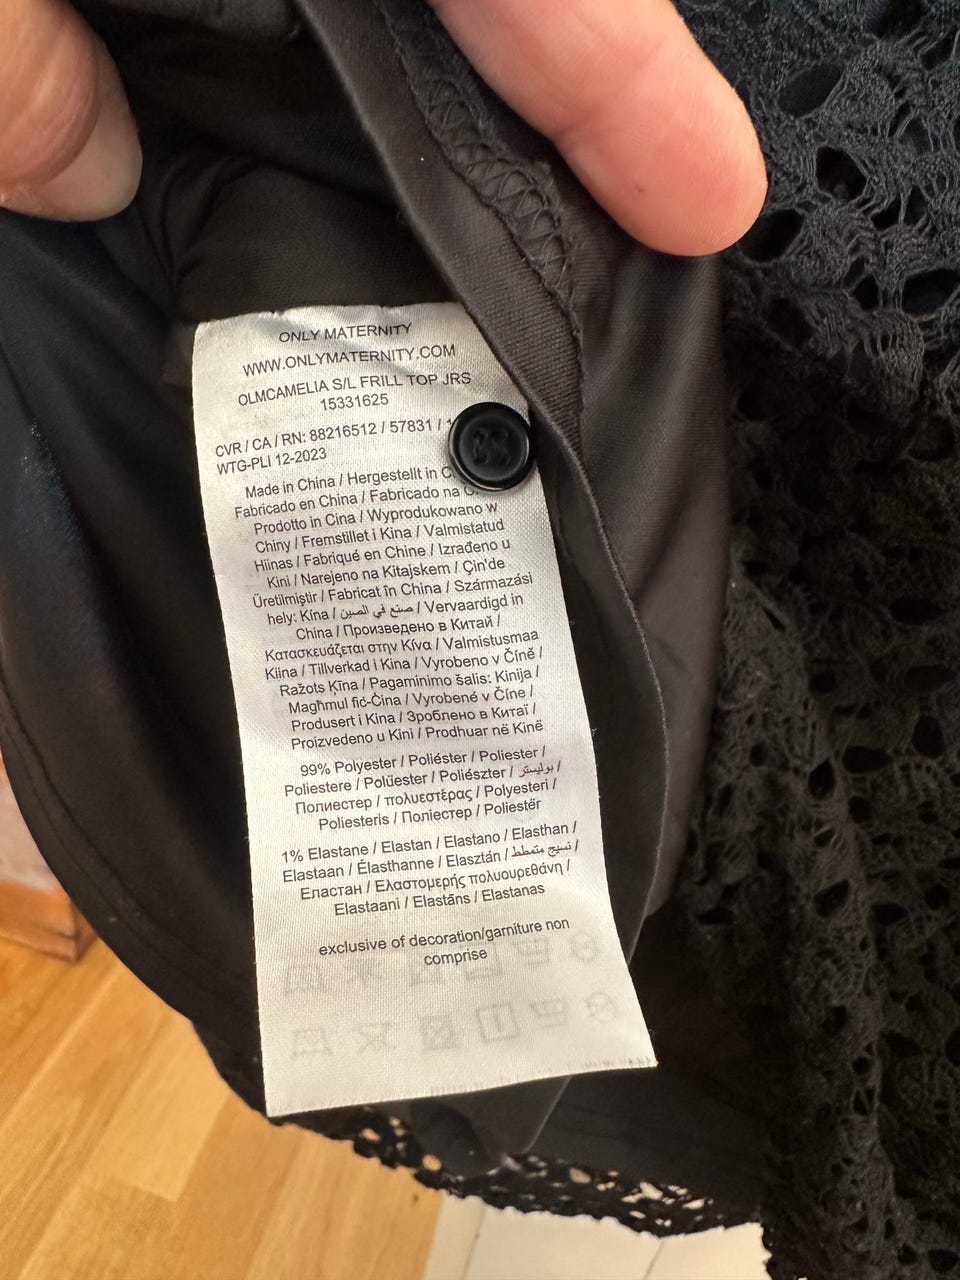 ONLY MATERNITY
WWW.ONLYMATERNITY.COM
OLMCAMELIA S/L FRILL TOP JRS
15331625
CVR / CA / RN: 88216512 / 57831 /
WTG-PLI 12-2023
Made in China / Hergestellt in
Fabricado en China / Fabricado na
Prodotto in Cina / Wyprodukowano w
Chiny / Fremstillet i Kina / Valmistatud
Hiinas / Fabriqué en Chine / Izrađeno u
Kini / Narejeno na Kitajskem / Çin'de
Üretilmiştir / Fabricat în China / Származási
hely: Kína / صنع في الصين / Vervaardigd in
China / Произведено в Китай /
Κατασκευάζεται στην Κίνα / Valmistusmaa
Kiina / Tillverkad i Kina / Vyrobeno v Číně /
Ražots Ķīna / Pagaminimo šalis: Kinija /
Magħmul fiċ-Ċina / Vyrobené v Číne /
Produsert i Kina / Зроблено в Китаї /
Proizvedeno u Kini / Prodhuar në Kinë
99% Polyester / Poliéster / Poliester /
Poliestere / Polüester / Poliészter / بوليستر /
Полиестер / πολυεστέρας / Polyesteri /
Poliesteris / Поліестер / Poliestër
1% Elastane / Elastan / Elastano / Elasthan /
Elastaan / Élasthanne / Elasztán / نسيج متمطط /
Еластан / Ελαστομερής πολυουρεθάνη /
Elastaani / Elastāns / Elastanas
exclusive of decoration/garniture non
comprise